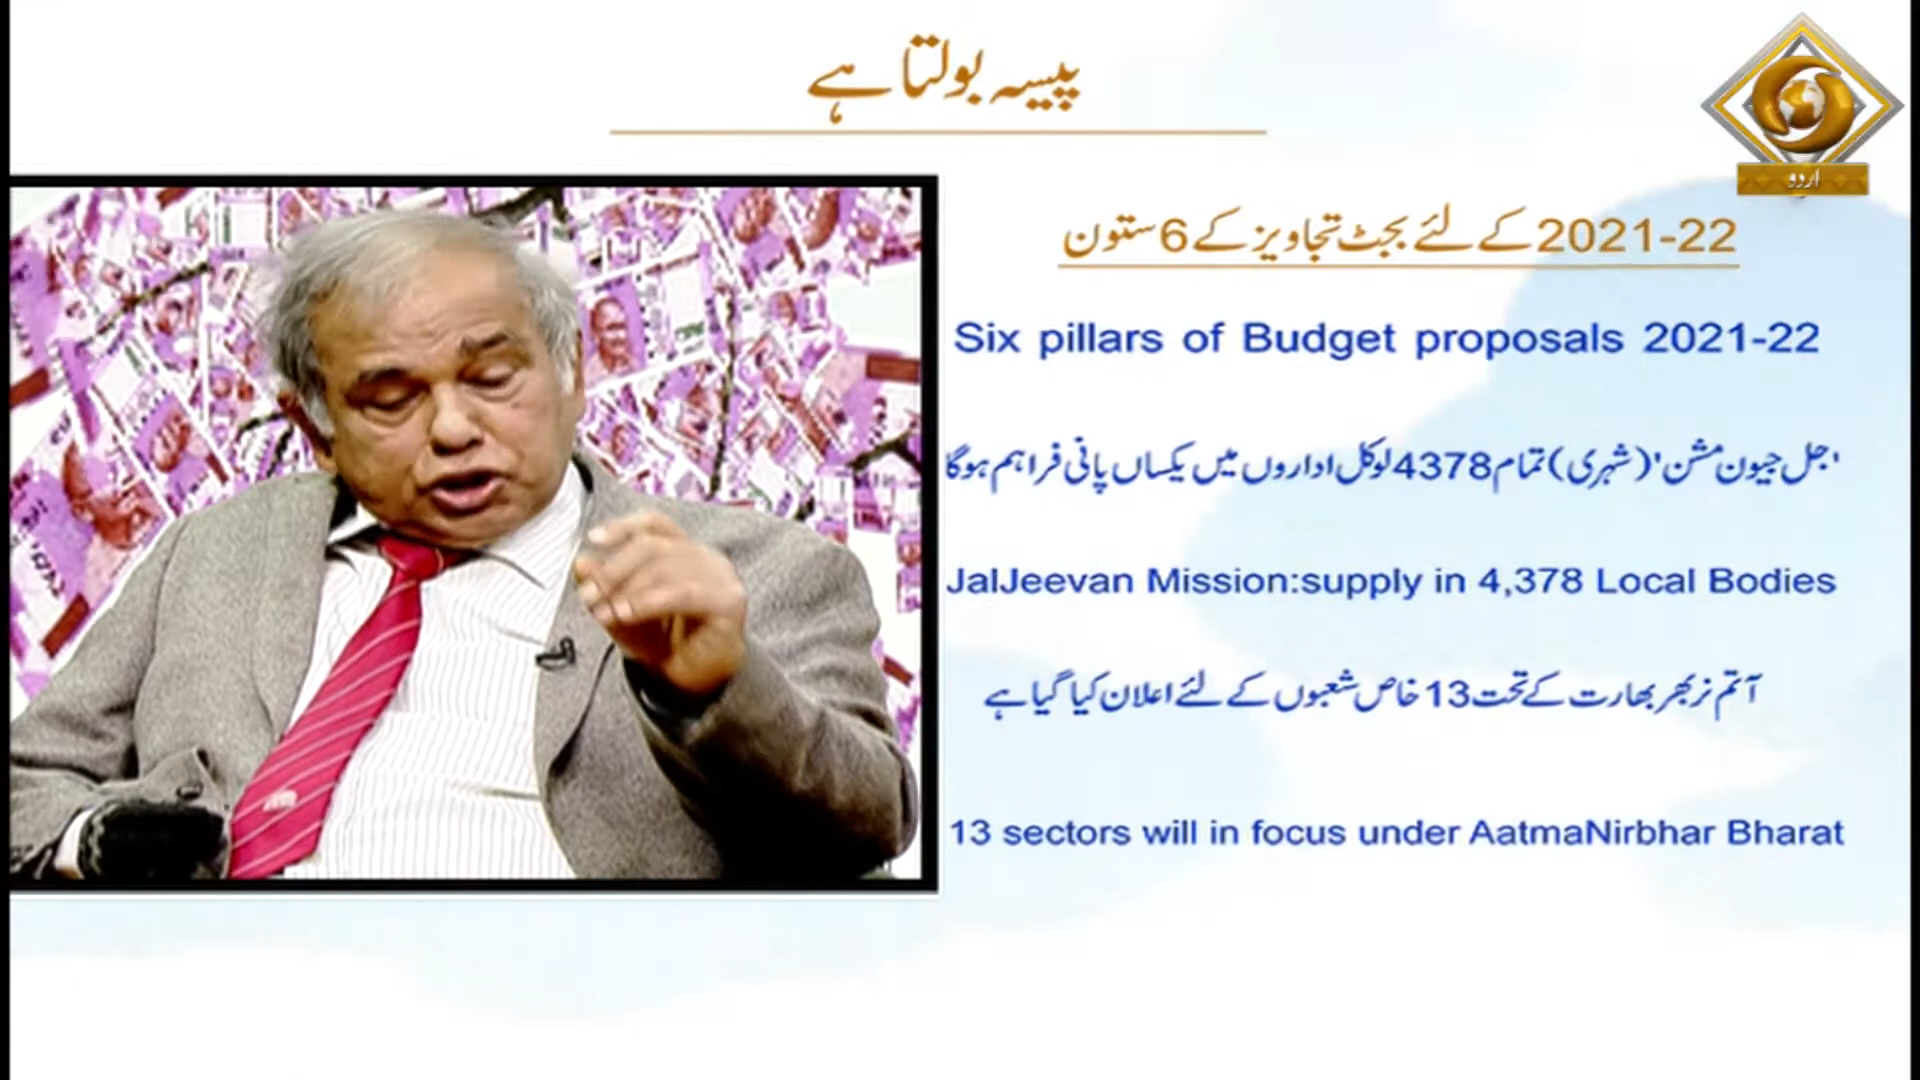 پیسہ بولتا ہے
اردو
2021-22 کے لئے بجٹ تجاویز کے 6 ستون
Six pillars of Budget proposals 2021-22
'جل جیون مشن' (شہری) تمام 4378 لوکل اداروں میں یکساں پانی فراہم ہوگا
JalJeevan Mission:supply in 4,378 Local Bodies
آتم نربھر بھارت کے تحت 13 خاص شعبوں کے لئے اعلان کیا گیا ہے
13 sectors will in focus under AatmaNirbhar Bharat